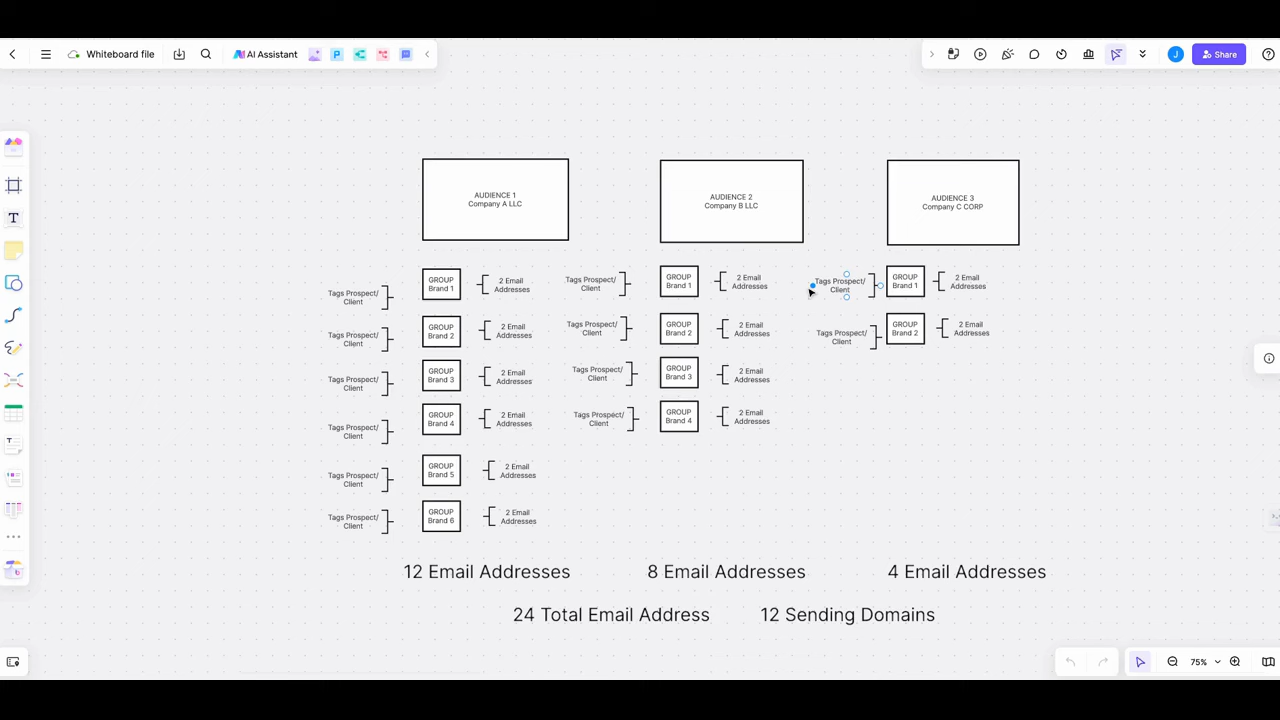 Whiteboard file
AI Assistant
J
Share
AUDIENCE 1
Company A LLC
AUDIENCE 2
Company B LLC
AUDIENCE 3
Company C CORP
Tags Prospect/
Client
GROUP
Brand 1
2 Email
Addresses
Tags Prospect/
Client
GROUP
Brand 2
2 Email
Addresses
Tags Prospect/
Client
GROUP
Brand 3
2 Email
Addresses
Tags Prospect/
Client
GROUP
Brand 4
2 Email
Addresses
Tags Prospect/
Client
GROUP
Brand 5
2 Email
Addresses
Tags Prospect/
Client
GROUP
Brand 6
2 Email
Addresses
Tags Prospect/
Client
GROUP
Brand 1
2 Email
Addresses
Tags Prospect/
Client
GROUP
Brand 2
2 Email
Addresses
Tags Prospect/
Client
GROUP
Brand 3
2 Email
Addresses
Tags Prospect/
Client
GROUP
Brand 4
2 Email
Addresses
Tags Prospect/
Client
GROUP
Brand 1
2 Email
Addresses
Tags Prospect/
Client
GROUP
Brand 2
2 Email
Addresses
12 Email Addresses
8 Email Addresses
4 Email Addresses
24 Total Email Address
12 Sending Domains
75%